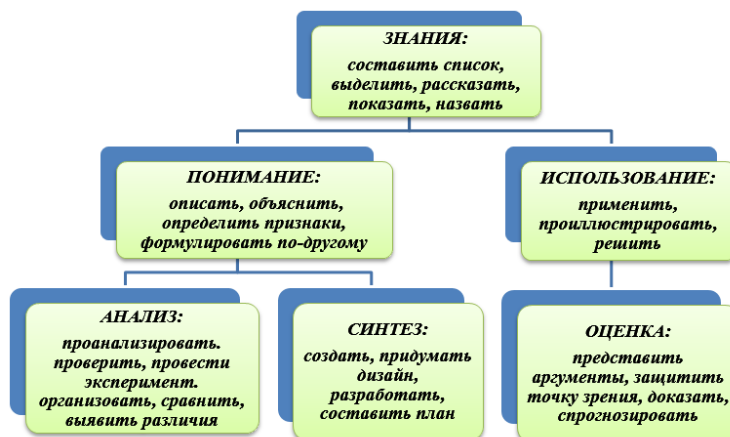 ЗНАНИЯ:
составить список,
выделить, рассказать,
показать, назвать
ПОНИМАНИЕ:
описать, объяснить,
определить признаки,
формулировать по-другому
ИСПОЛЬЗОВАНИЕ:
применить,
проиллюстрировать,
решить
АНАЛИЗ:
проанализировать.
проверить, провести
эксперимент.
организовать, сравнить,
выявить различия
СИНТЕЗ:
создать, придумать
дизайн,
разработать,
составить план
ОЦЕНКА:
представить
аргументы, защитить
точку зрения, доказать,
спрогнозировать